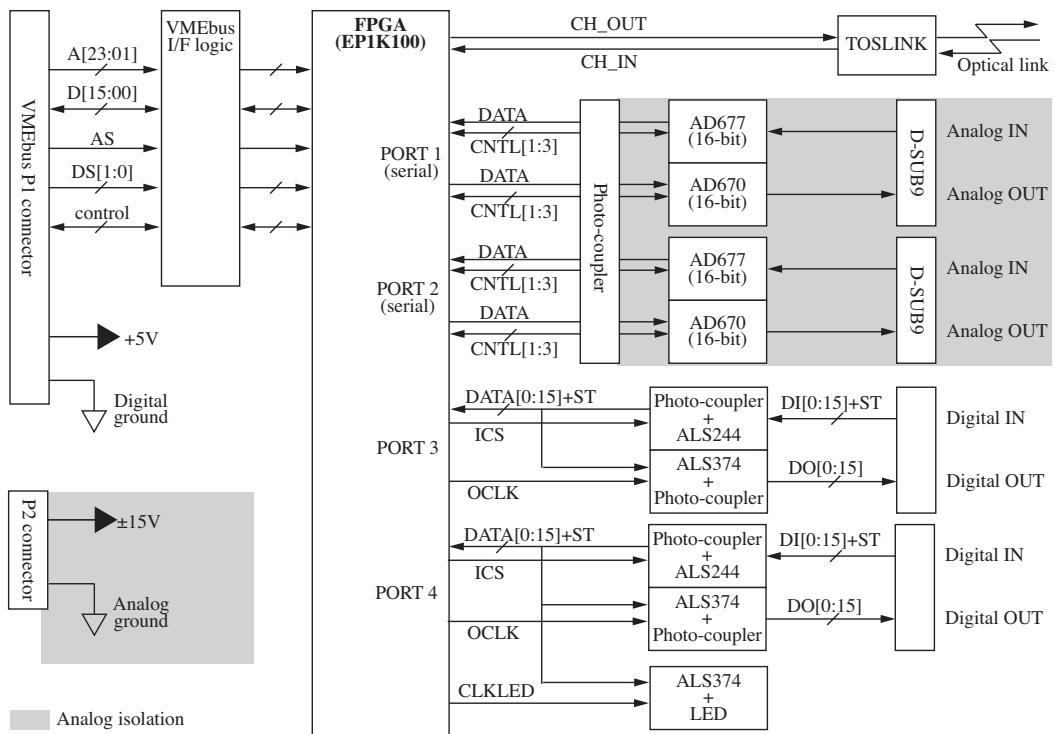 VMEbus P1 connector
A[23:01]
D[15:00]
AS
DS[1:0]
control
+5V
Digital
ground
VMEbus
I/F logic
P2 connector
±15V
Analog
ground
Analog isolation
FPGA
(EP1K100)
CH_OUT
CH_IN
TOSLINK
Optical link
PORT 1
(serial)
DATA
CNTL[1:3]
DATA
CNTL[1:3]
PORT 2
(serial)
DATA
CNTL[1:3]
DATA
CNTL[1:3]
Photo-coupler
AD677
(16-bit)
AD670
(16-bit)
AD677
(16-bit)
AD670
(16-bit)
D-SUB9
D-SUB9
Analog IN
Analog OUT
Analog IN
Analog OUT
PORT 3
DATA[0:15]+ST
ICS
OCLK
Photo-coupler
+
ALS244
ALS374
+
Photo-coupler
DI[0:15]+ST
DO[0:15]
Digital IN
Digital OUT
PORT 4
DATA[0:15]+ST
ICS
OCLK
CLKLED
Photo-coupler
+
ALS244
ALS374
+
Photo-coupler
ALS374
+
LED
DI[0:15]+ST
DO[0:15]
Digital IN
Digital OUT